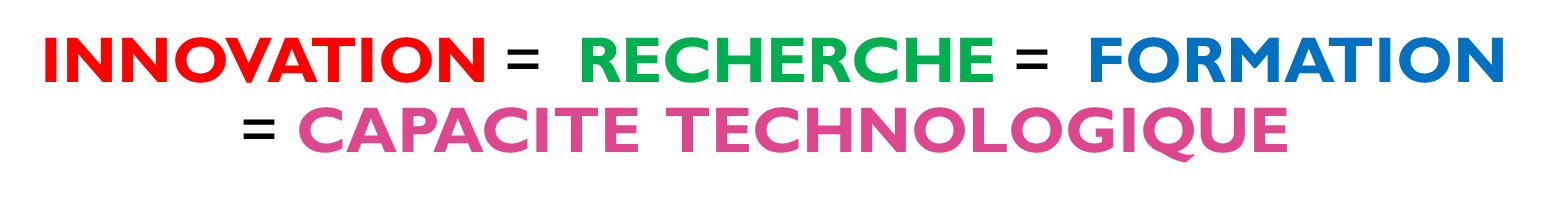 INNOVATION = RECHERCHE = FORMATION
= CAPACITE TECHNOLOGIQUE